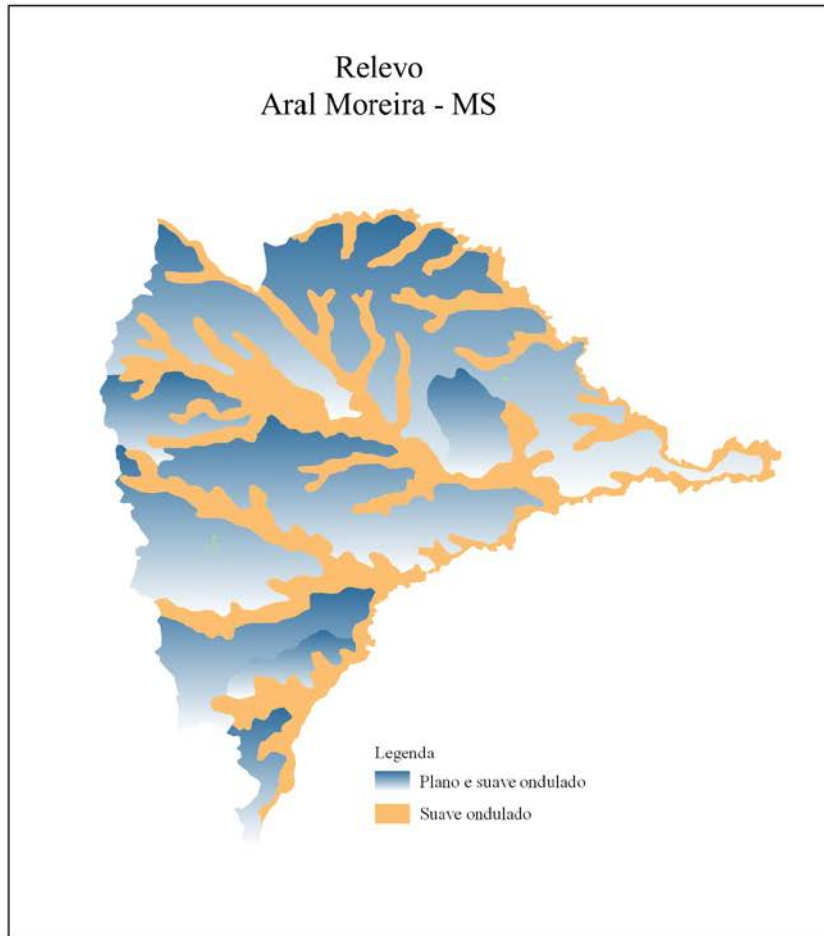 Relevo
Aral Moreira - MS
Legenda
Plano e suave ondulado
Suave ondulado